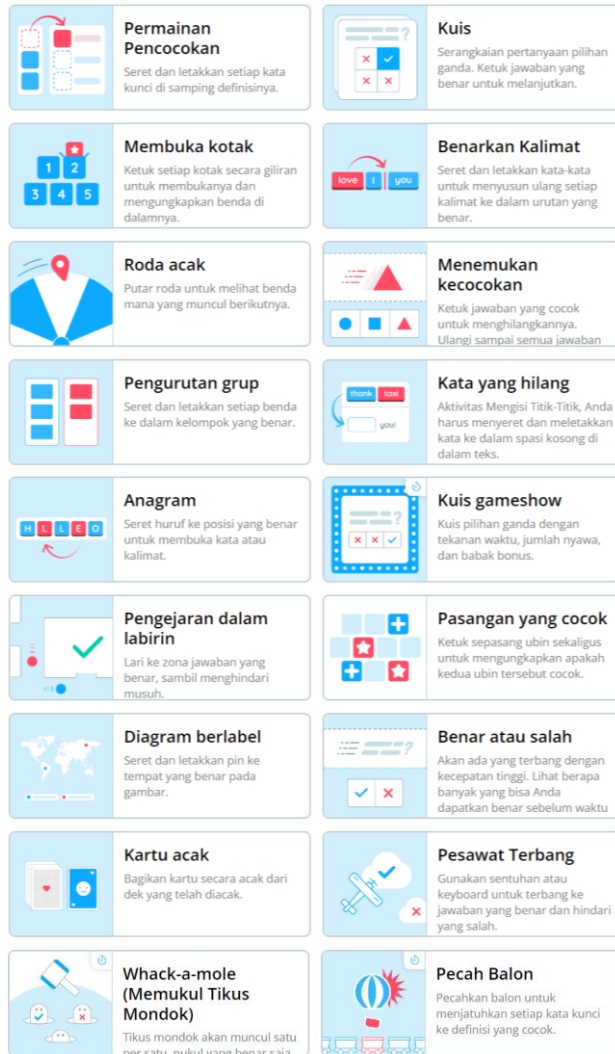 Permainan
Pencocokan
Seret dan letakkan setiap kata
kunci di samping definisinya.
?
Kuis
Serangkaian pertanyaan pilihan
ganda. Ketuk jawaban yang
benar untuk melanjutkan.
1 2
3 4 5
Membuka kotak
Ketuk setiap kotak secara giliran
untuk membukanya dan
mengungkapkan benda di
dalamnya.
love I you
Benarkan Kalimat
Seret dan letakkan kata-kata
untuk menyusun ulang setiap
kalimat ke dalam urutan yang
benar.
Roda acak
Putar roda untuk melihat benda
mana yang muncul berikutnya.
Menemukan
kecocokan
Ketuk jawaban yang cocok
untuk menghilangkannya.
Ulangi sampai semua jawaban
Pengurutan grup
Seret dan letakkan setiap benda
ke dalam kelompok yang benar.
thank taxi
you!
Kata yang hilang
Aktivitas Mengisi Titik-Titik, Anda
harus menyeret dan meletakkan
kata ke dalam spasi kosong di
dalam teks.
H L L E O
Anagram
Seret huruf ke posisi yang benar
untuk membuka kata atau
kalimat.
?
Kuis gameshow
Kuis pilihan ganda dengan
tekanan waktu, jumlah nyawa,
dan babak bonus.
Pengejaran dalam
labirin
Lari ke zona jawaban yang
benar, sambil menghindari
musuh.
Pasangan yang cocok
Ketuk sepasang ubin sekaligus
untuk mengungkapkan apakah
kedua ubin tersebut cocok.
Diagram berlabel
Seret dan letakkan pin ke
tempat yang benar pada
gambar.
?
Benar atau salah
Akan ada yang terbang dengan
kecepatan tinggi. Lihat berapa
banyak yang bisa Anda
dapatkan benar sebelum waktu
Kartu acak
Bagikan kartu secara acak dari
dek yang telah diacak.
Pesawat Terbang
Gunakan sentuhan atau
keyboard untuk terbang ke
jawaban yang benar dan hindari
yang salah.
Whack-a-mole
(Memukul Tikus
Mondok)
Tikus mondok akan muncul satu
per satu, pukul yang benar saja
Pecah Balon
Pecahkan balon untuk
menjatuhkan setiap kata kunci
ke definisi yang cocok.